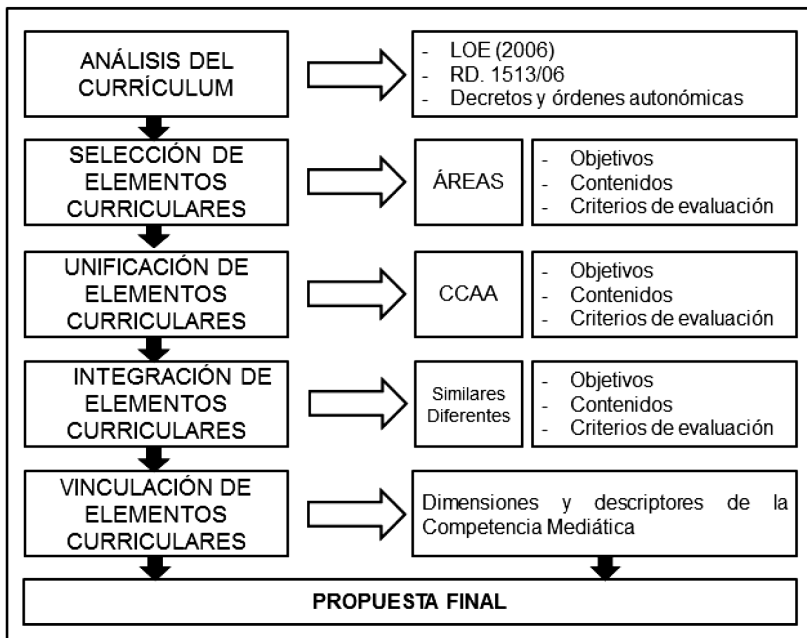 ANÁLISIS DEL
CURRÍCULUM
- LOE (2006)
- RD. 1513/06
- Decretos y órdenes autonómicas
SELECCIÓN DE
ELEMENTOS
CURRICULARES
ÁREAS
- Objetivos
- Contenidos
- Criterios de evaluación
UNIFICACIÓN DE
ELEMENTOS
CURRICULARES
CCAA
- Objetivos
- Contenidos
- Criterios de evaluación
INTEGRACIÓN DE
ELEMENTOS
CURRICULARES
Similares
Diferentes
- Objetivos
- Contenidos
- Criterios de evaluación
VINCULACIÓN DE
ELEMENTOS
CURRICULARES
Dimensiones y descriptores de la
Competencia Mediática
PROPUESTA FINAL